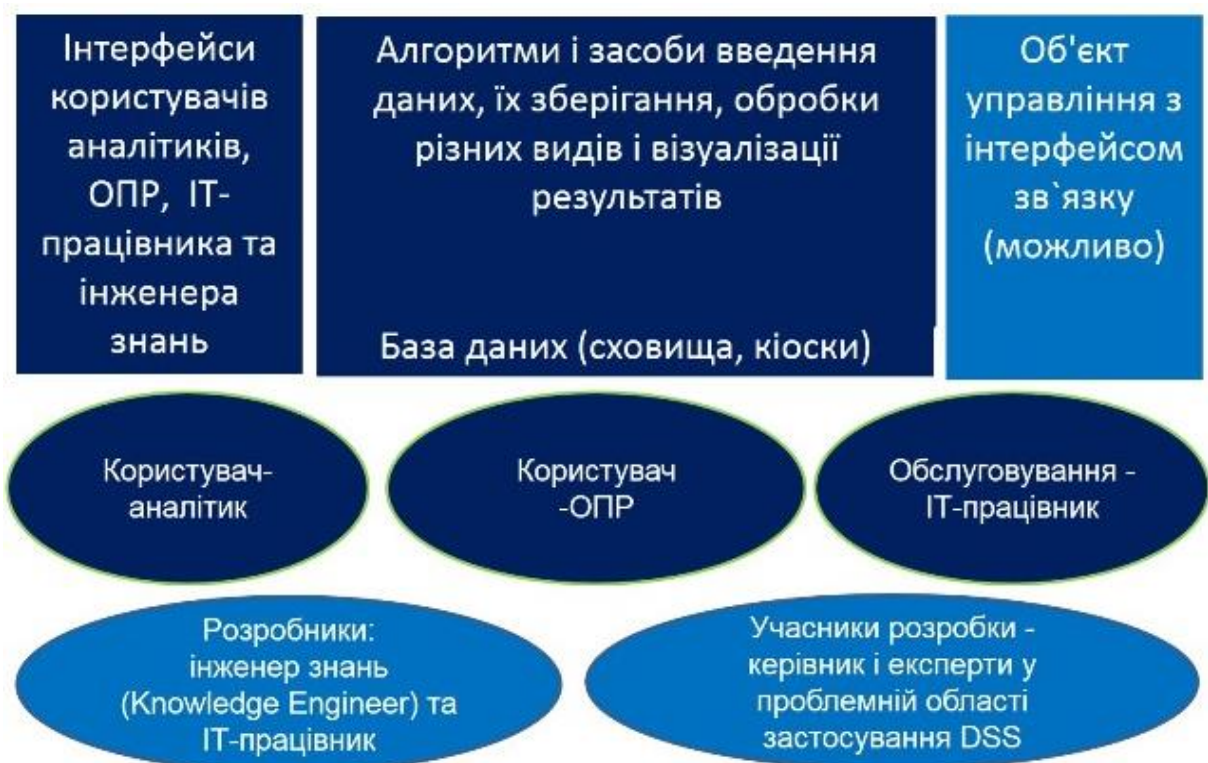 Інтерфейси
користувачів
аналітиків,
ОПР,  ІТ-
працівника та
інженера
знань
Алгоритми і засоби введення
даних, їх зберігання, обробки
різних видів і візуалізації
результатів
База даних (сховища, кіоски)
Об'єкт
управління з
інтерфейсом
зв`язку
(можливо)
Користувач-
аналітик
Користувач
-ОПР
Обслуговування -
ІТ-працівник
Розробники:
інженер знань
(Knowledge Engineer) та
ІТ-працівник
Учасники розробки -
керівник і експерти у
проблемній області
застосування DSS